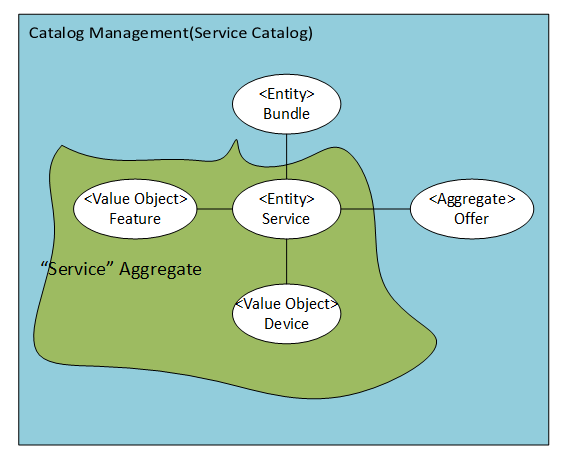 Catalog Management(Service Catalog)
<Entity>
Bundle
<Value Object>
Feature
<Entity>
Service
<Aggregate>
Offer
“Service” Aggregate
<Value Object>
Device